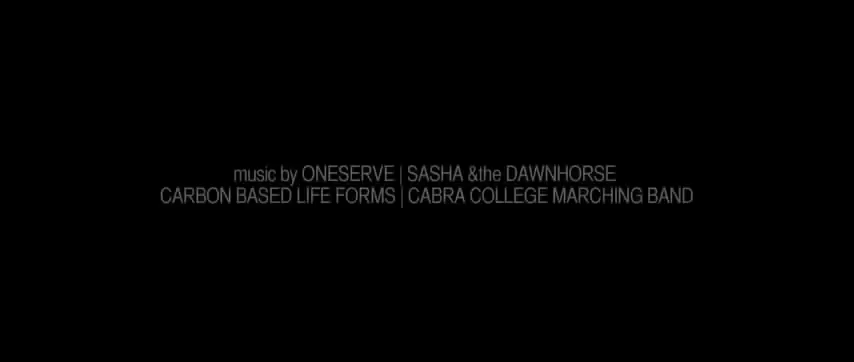 music by ONESERVE | SASHA &the DAWNHORSE
CARBON BASED LIFE FORMS | CABRA COLLEGE MARCHING BAND